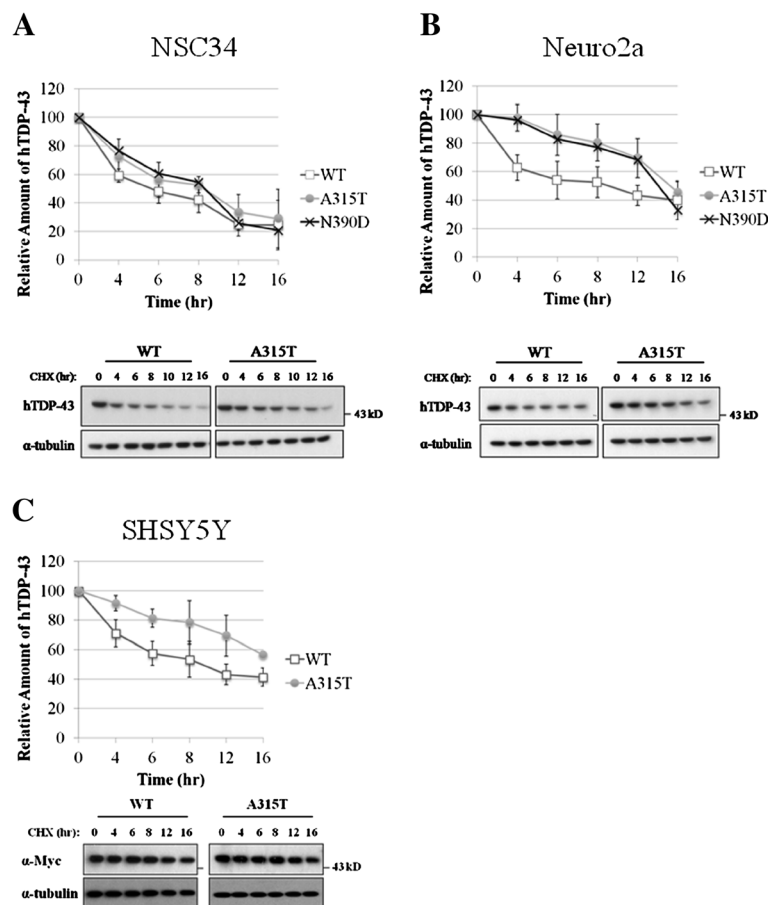 A
NSC34
Relative Amount of hTDP-43
120
100
80
60
40
20
0
0 4 6 8 12 16
Time (hr)
WT
A315T
N390D
WT A315T
CHX (hr): 0 4 6 8 10 12 16 0 4 6 8 10 12 16
hTDP-43
43 kD
α-tubulin
B
Neuro2a
Relative Amount of hTDP-43
120
100
80
60
40
20
0
0 4 6 8 12 16
Time (hr)
WT
A315T
N390D
WT A315T
CHX (hr): 0 4 6 8 12 16 0 4 6 8 12 16
hTDP-43
43 kD
α-tubulin
C
SHSY5Y
Relative Amount of hTDP-43
120
100
80
60
40
20
0
0 4 6 8 12 16
Time (hr)
WT
A315T
WT A315T
CHX (hr): 0 4 6 8 12 16 0 4 6 8 12 16
α-Myc
43 kD
α-tubulin